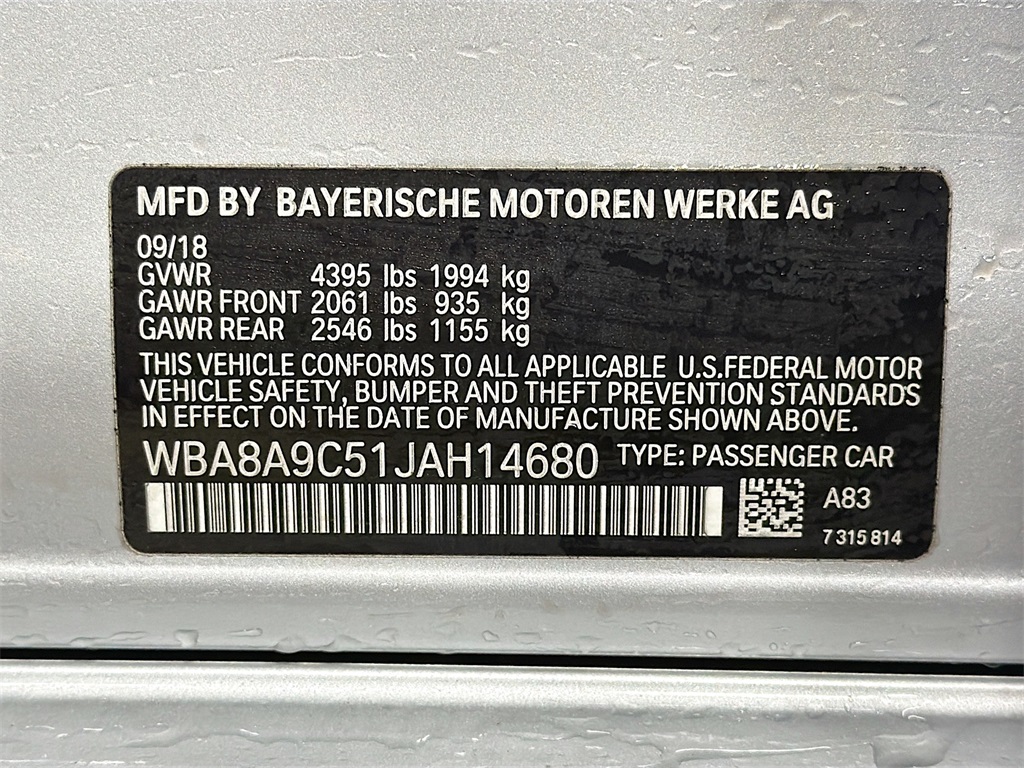 MFD BY BAYERISCHE MOTOREN WERKE AG
09/18
GVWR 4395 lbs 1994 kg
GAWR FRONT 2061 lbs 935 kg
GAWR REAR 2546 lbs 1155 kg
THIS VEHICLE CONFORMS TO ALL APPLICABLE U.S.FEDERAL MOTOR
VEHICLE SAFETY, BUMPER AND THEFT PREVENTION STANDARDS
IN EFFECT ON THE DATE OF MANUFACTURE SHOWN ABOVE.
WBA8A9C51JAH14680 TYPE: PASSENGER CAR
A83
7 315 814